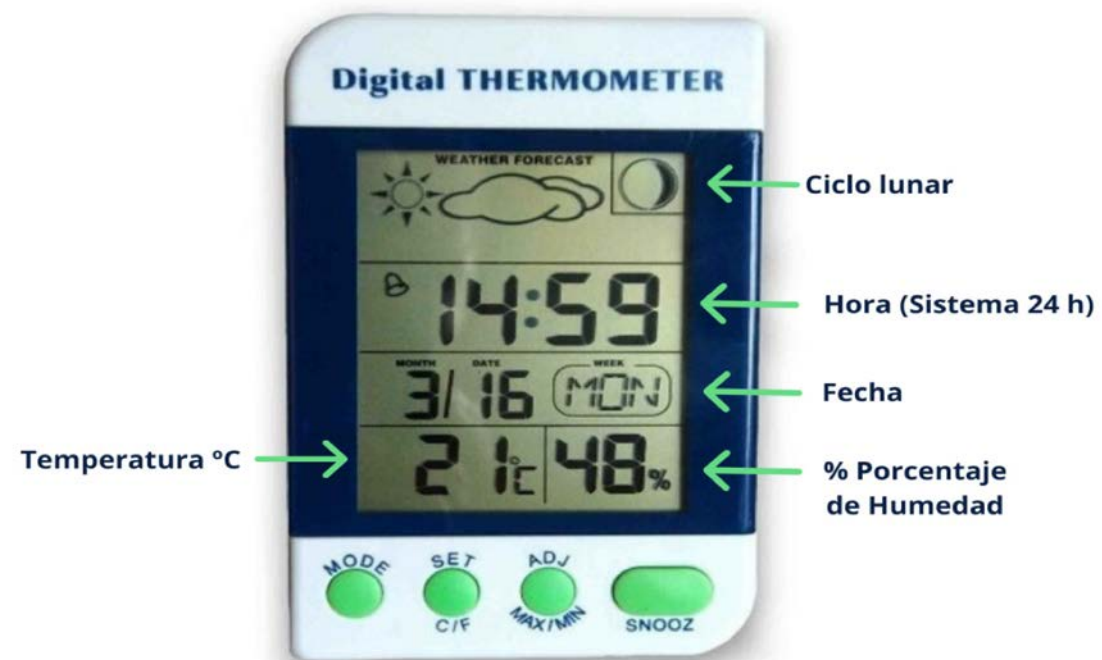 Digital THERMOMETER
WEATHER FORECAST
Ciclo lunar
14:59
Hora (Sistema 24 h)
MONTH DATE WEEK
3/ 16 MON
Fecha
Temperatura ºC
21°C 48%
% Porcentaje
de Humedad
MODE SET ADJ
C/F MAX/MIN SNOOZ